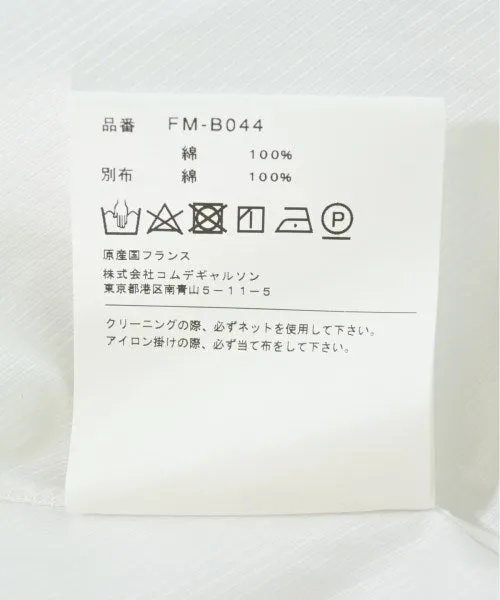 品番 FM-B044
綿 100%
別布 綿 100%
P
原産国フランス
株式会社コムデギャルソン
東京都港区南青山5-11-5
クリーニングの際、必ずネットを使用して下さい。
アイロン掛けの際、必ず当て布をして下さい。